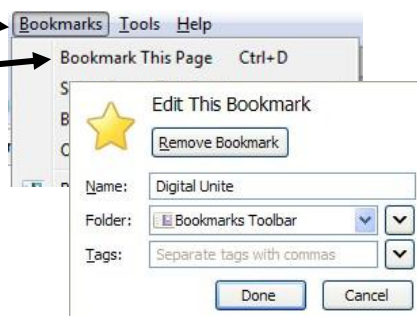 Bookmarks Tools Help
Bookmark This Page Ctrl+D
Edit This Bookmark
Remove Bookmark
Name: Digital Unite
Folder: Bookmarks Toolbar
Tags: Separate tags with commas
Done Cancel